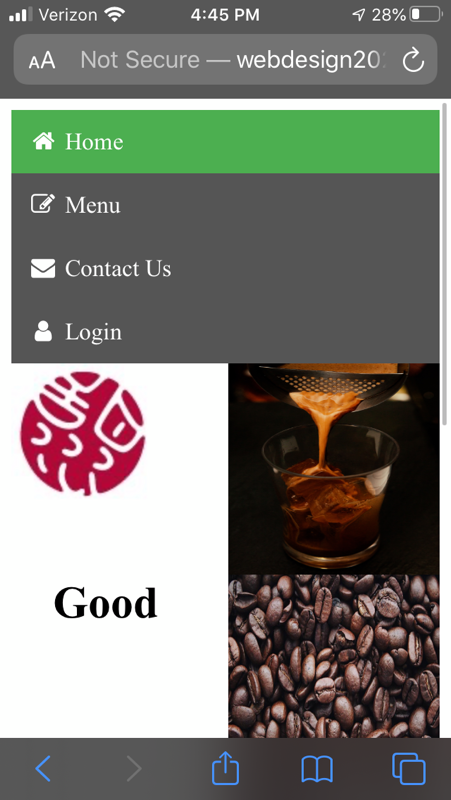 Verizon 4:45 PM 28%
AA Not Secure — webdesign20
Home
Menu
Contact Us
Login
Good